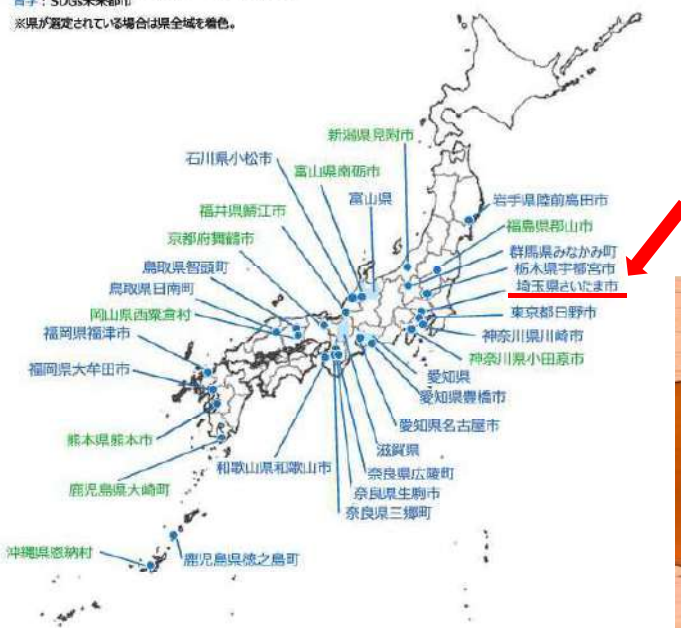 青字：SDGs未来都市
※県が選定されている場合は県全域を着色。
新潟県見附市
石川県小松市
富山県南砺市
富山県
岩手県陸前高田市
福井県鯖江市
福島県郡山市
京都府舞鶴市
群馬県みなかみ町
栃木県宇都宮市
鳥取県智頭町
埼玉県さいたま市
鳥取県日南町
東京都日野市
岡山県西粟倉村
神奈川県川崎市
福岡県福津市
神奈川県小田原市
福岡県大牟田市
愛知県
愛知県豊橋市
愛知県名古屋市
熊本県熊本市
滋賀県
和歌山県和歌山市
奈良県広陵町
鹿児島県大崎町
奈良県生駒市
奈良県三郷町
沖縄県恩納村
鹿児島県徳之島町